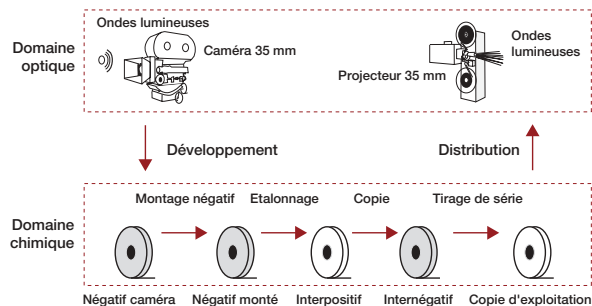 Ondes lumineuses
Domaine
optique
Caméra 35 mm
Projecteur 35 mm
Ondes
lumineuses
Développement
Distribution
Domaine
chimique
Montage négatif
Etalonnage
Copie
Tirage de série
Négatif caméra
Négatif monté
Interpositif
Internégatif
Copie d'exploitation